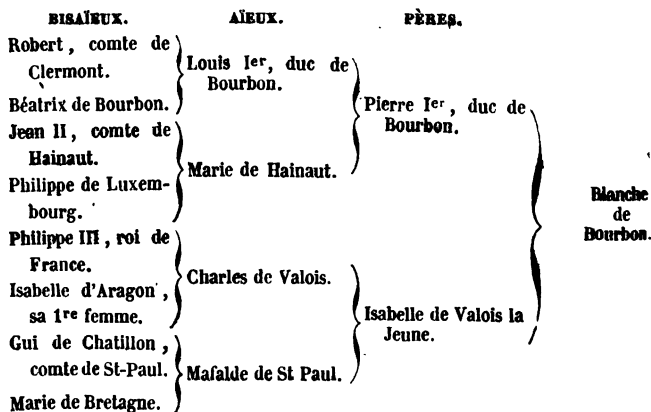 BISAÏEUX. AÏEUX. PÈRES.
Robert, comte de
Clermont.
Béatrix de Bourbon.
Louis Ier, duc de
Bourbon.
Jean II, comte de
Hainaut.
Philippe de Luxem-
bourg.
Marie de Hainaut.
Pierre Ier, duc de
Bourbon.
Philippe III, roi de
France.
Isabelle d'Aragon,
sa 1re femme.
Charles de Valois.
Gui de Chatillon,
comte de St-Paul.
Marie de Bretagne.
Mafalde de St Paul.
Isabelle de Valois la
Jeune.
Blanche
de
Bourbon.